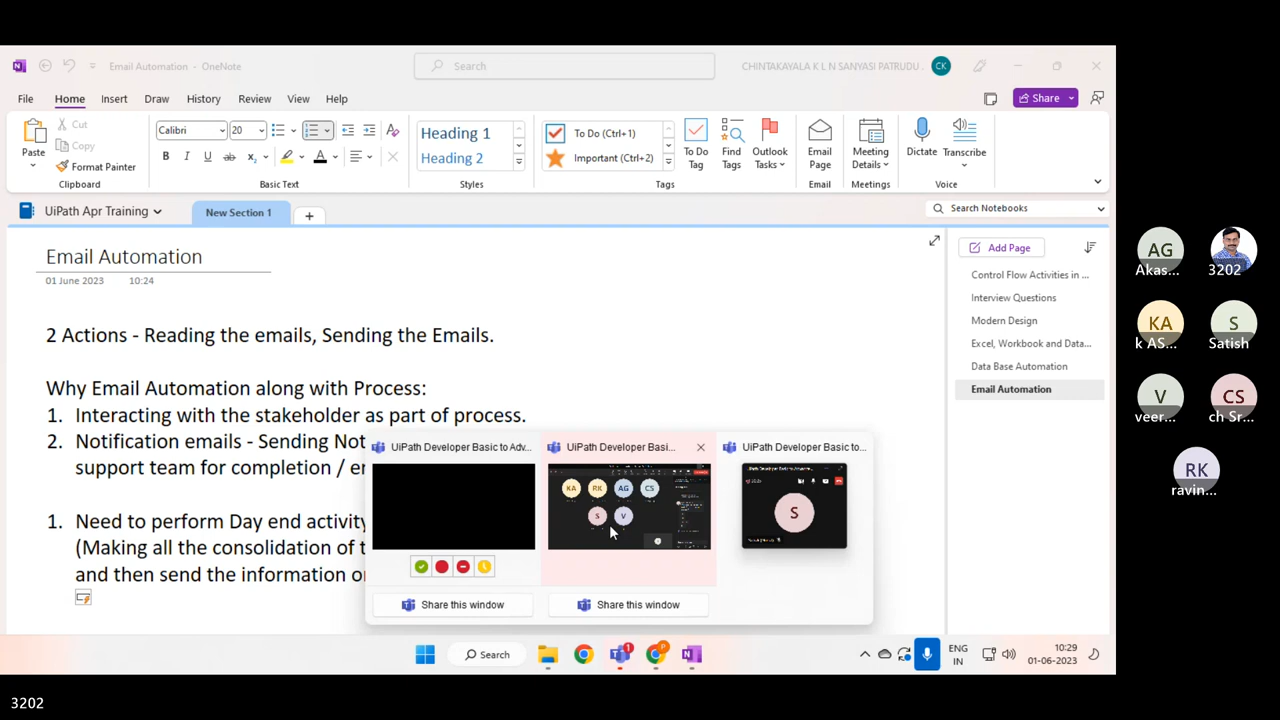 Email Automation - OneNote
Search
CHINTAKAYALA K L N SANYASI PATRUDU .
CK
File Home Insert Draw History Review View Help
Share
Paste
Cut
Copy
Format Painter
Clipboard
Calibri 20
B I U ab x A
Basic Text
Heading 1
Heading 2
Styles
To Do (Ctrl+1)
Important (Ctrl+2)
To Do Tag
Find Tags
Outlook Tasks
Tags
Email Page
Email
Meeting Details
Meetings
Dictate
Transcribe
Voice
UiPath Apr Training
New Section 1
+
Search Notebooks
Email Automation
01 June 2023 10:24
2 Actions - Reading the emails, Sending the Emails.
Why Email Automation along with Process:
1. Interacting with the stakeholder as part of process.
2. Notification emails - Sending Not
support team for completion / er
1. Need to perform Day end activity
(Making all the consolidation of t
and then send the information or
Add Page
Control Flow Activities in ...
Interview Questions
Modern Design
Excel, Workbook and Data...
Data Base Automation
Email Automation
UiPath Developer Basic to Adv...
UiPath Developer Basi...
UiPath Developer Basic to...
KA RK AG CS
S V
S
Share this window
Share this window
Search
1
P
ENG
IN
10:29
01-06-2023
AG
Akas...
3202
KA
k AS...
S
Satish
V
veer...
CS
ch Sr...
RK
ravin...
3202